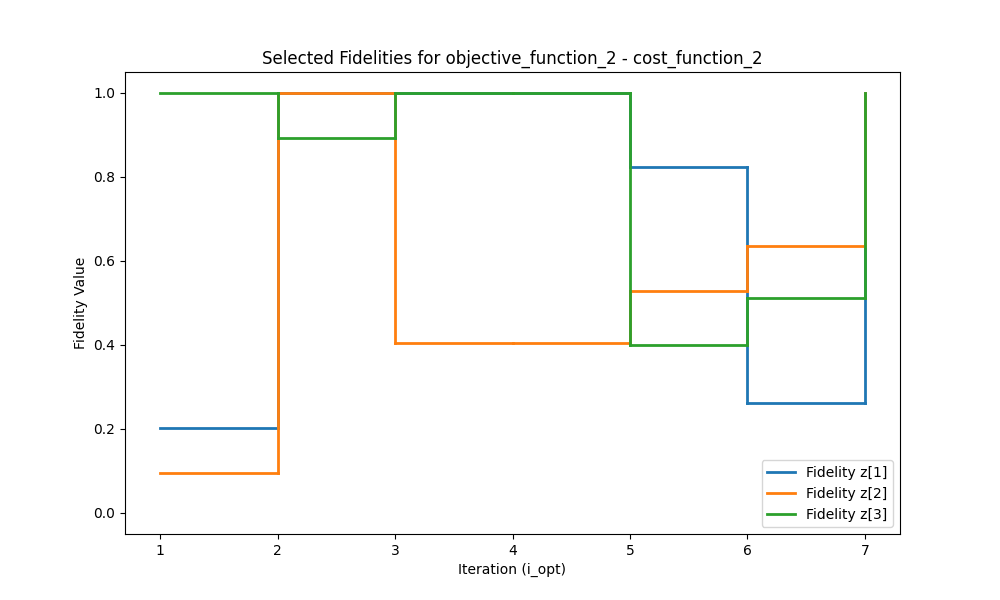 Selected Fidelities for objective_function_2 - cost_function_2
Fidelity Value
1.0
0.8
0.6
0.4
0.2
0.0
1 2 3 4 5 6 7
Iteration (i_opt)
Fidelity z[1]
Fidelity z[2]
Fidelity z[3]